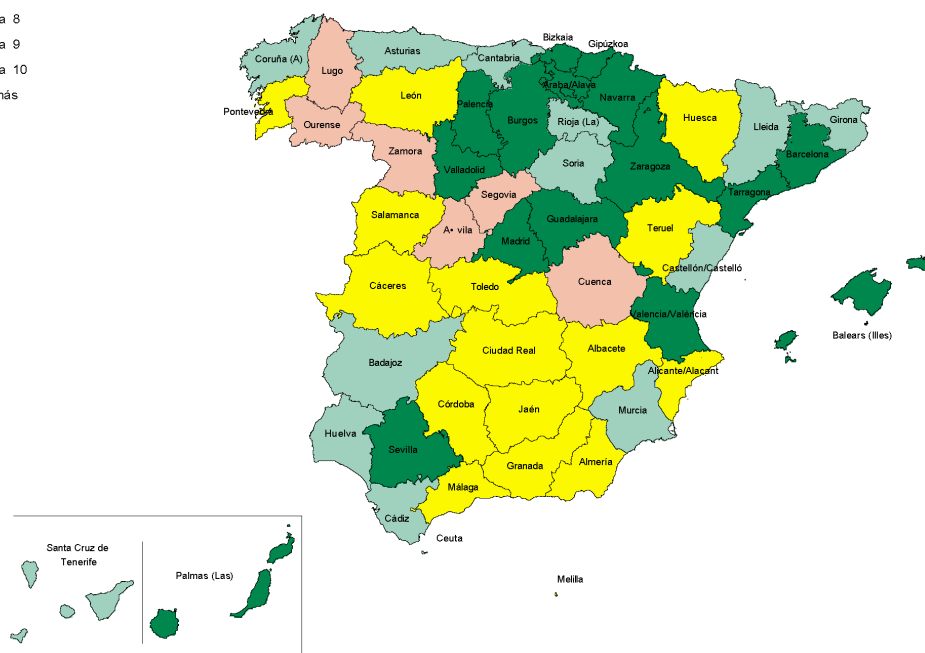 a 8
a 9
a 10
nás
Bizkaia
Gipúzkoa
Asturias
Cantabria
Coruña (A)
Lugo
Araba/Alava
Navarra
León
Palencia
Huesca
Pontevedra
Burgos
Rioja (La)
Lleida
Girona
Ourense
Zamora
Barcelona
Soria
Zaragoza
Valladolid
Segovia
Tarragona
Salamanca
Guadalajara
Teruel
A• vila
Madrid
Castellón/Castelló
Cáceres
Toledo
Cuenca
Valencia/València
Balears (Illes)
Ciudad Real
Albacete
Badajoz
Alicante/Alacant
Córdoba
Jaén
Murcia
Huelva
Sevilla
Granada
Almería
Málaga
Cádiz
Ceuta
Santa Cruz de
Tenerife
Palmas (Las)
Melilla